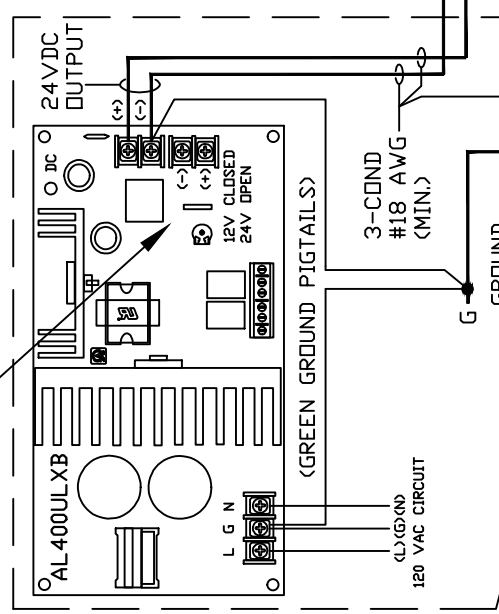 24VDC
OUTPUT
(+)
(-)
DC
(-)
(+)
12V CLOSED
24V OPEN
3-COND
#18 AWG
(MIN.)
(GREEN GROUND PIGTAILS)
G
GROUND
AL400ULXB
N
G
L
(L)(G)(N)
120 VAC CIRCUIT